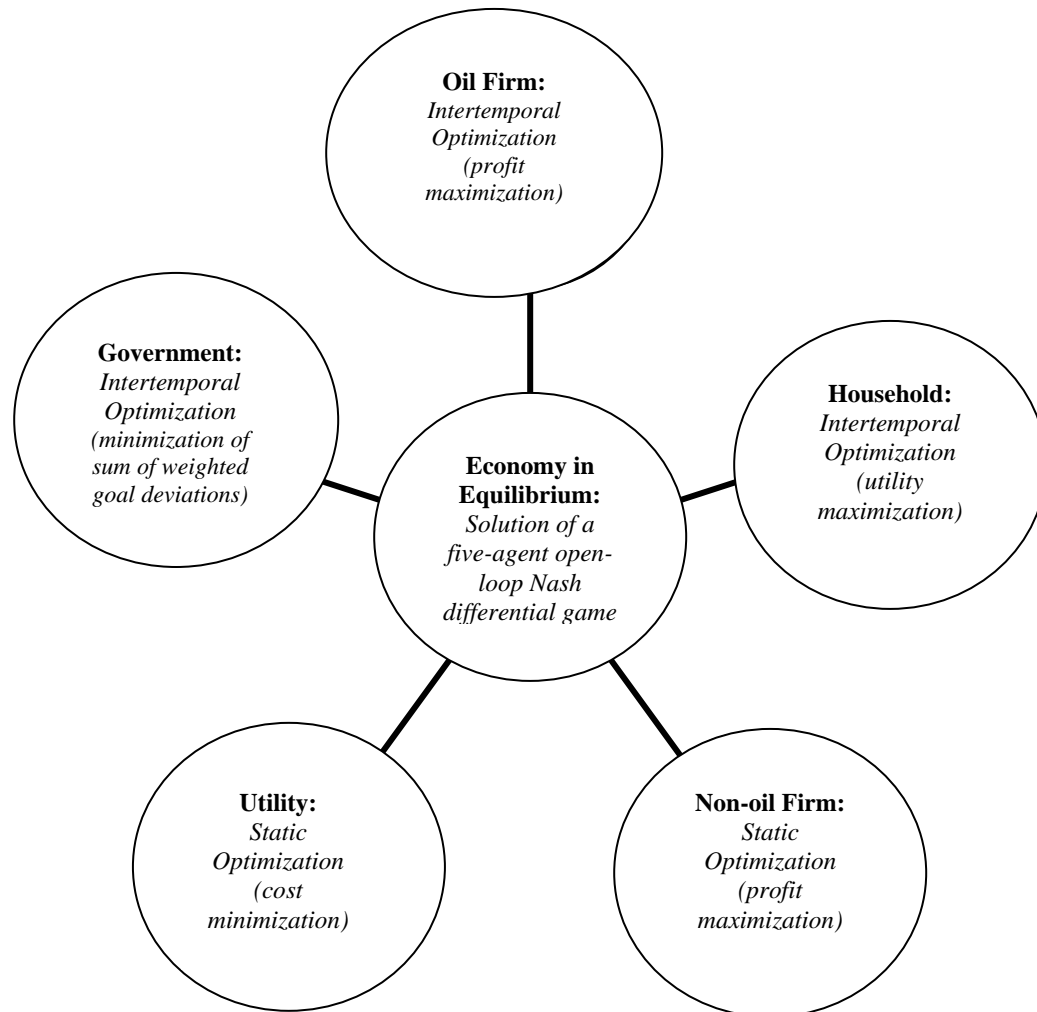 Oil Firm:
Intertemporal
Optimization
(profit
maximization)
Government:
Intertemporal
Optimization
(minimization of
sum of weighted
goal deviations)
Household:
Intertemporal
Optimization
(utility
maximization)
Economy in
Equilibrium:
Solution of a
five-agent open-
loop Nash
differential game
Utility:
Static
Optimization
(cost
minimization)
Non-oil Firm:
Static
Optimization
(profit
maximization)